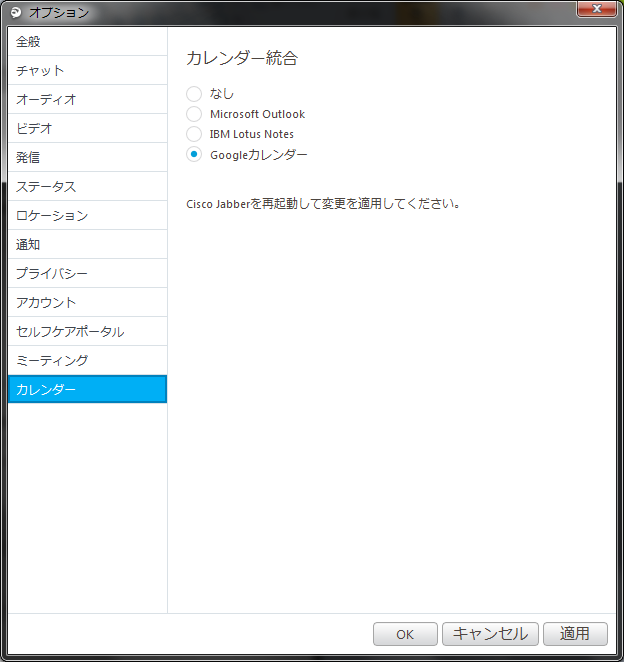 オプション
全般
チャット
オーディオ
ビデオ
発信
ステータス
ロケーション
通知
プライバシー
アカウント
セルフケアポータル
ミーティング
カレンダー
カレンダー統合
なし
Microsoft Outlook
IBM Lotus Notes
Googleカレンダー
Cisco Jabberを再起動して変更を適用してください。
OK
キャンセル
適用